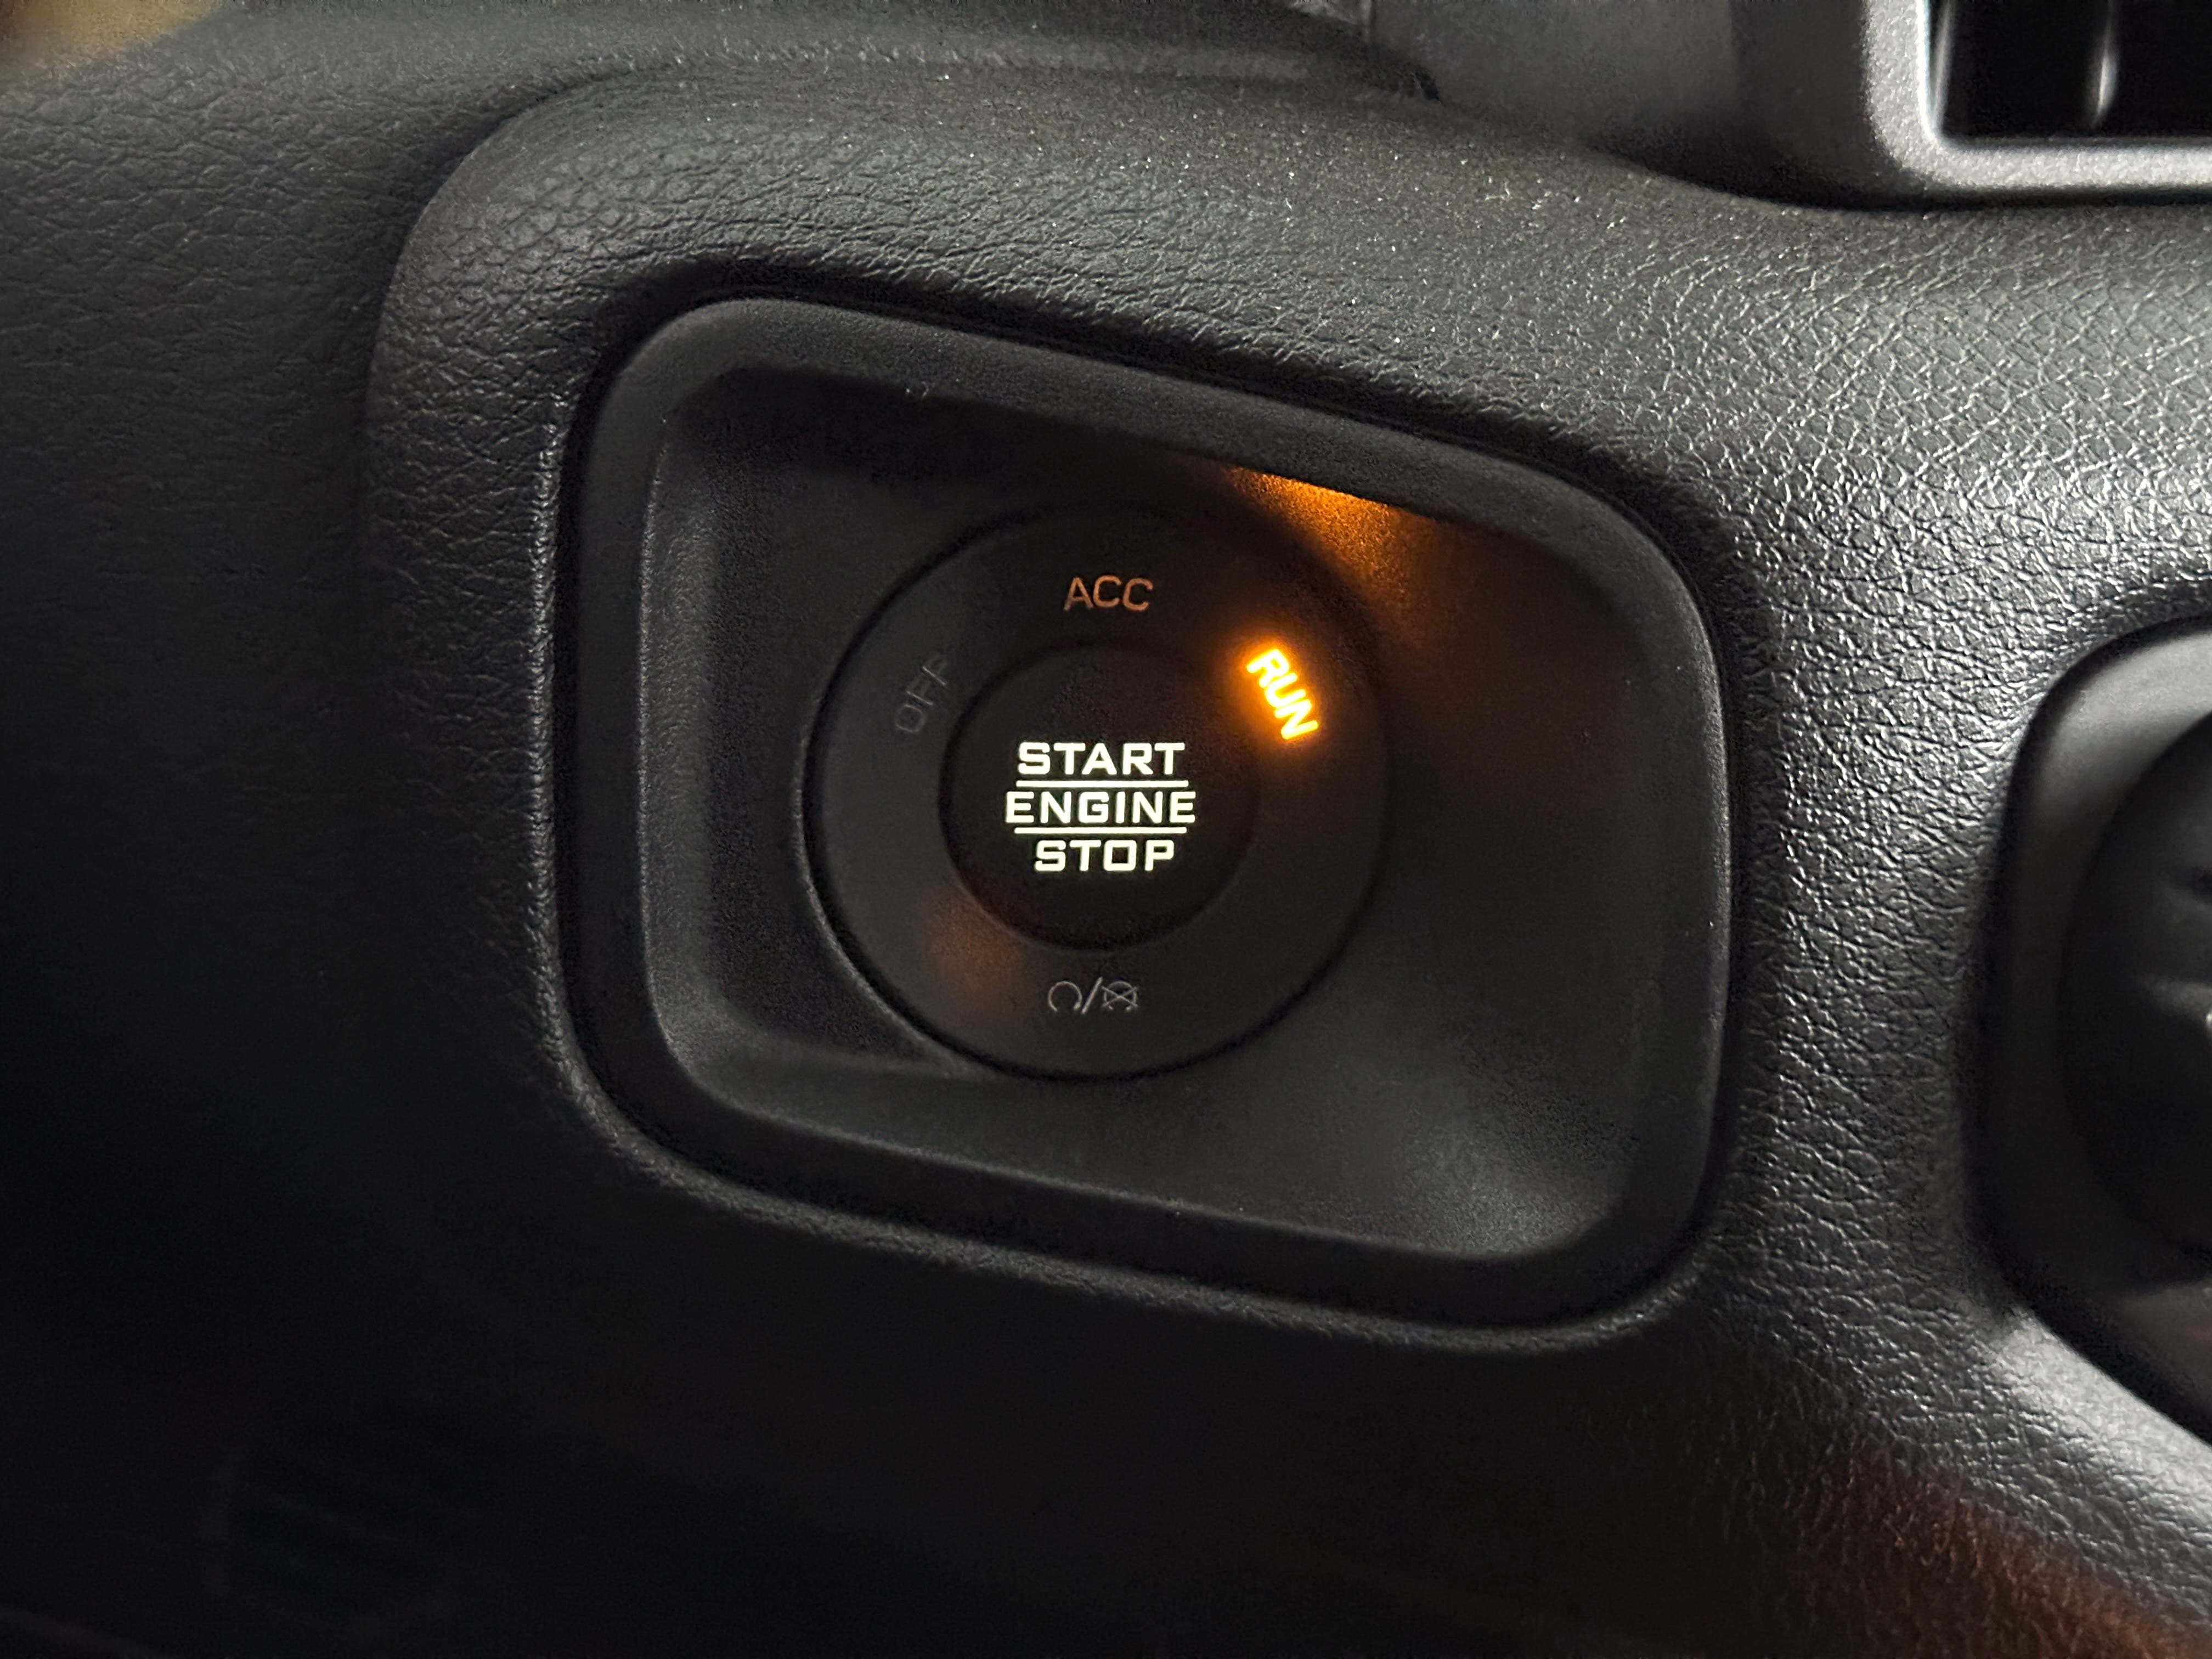 ACC
OFF
RUN
START
ENGINE
STOP